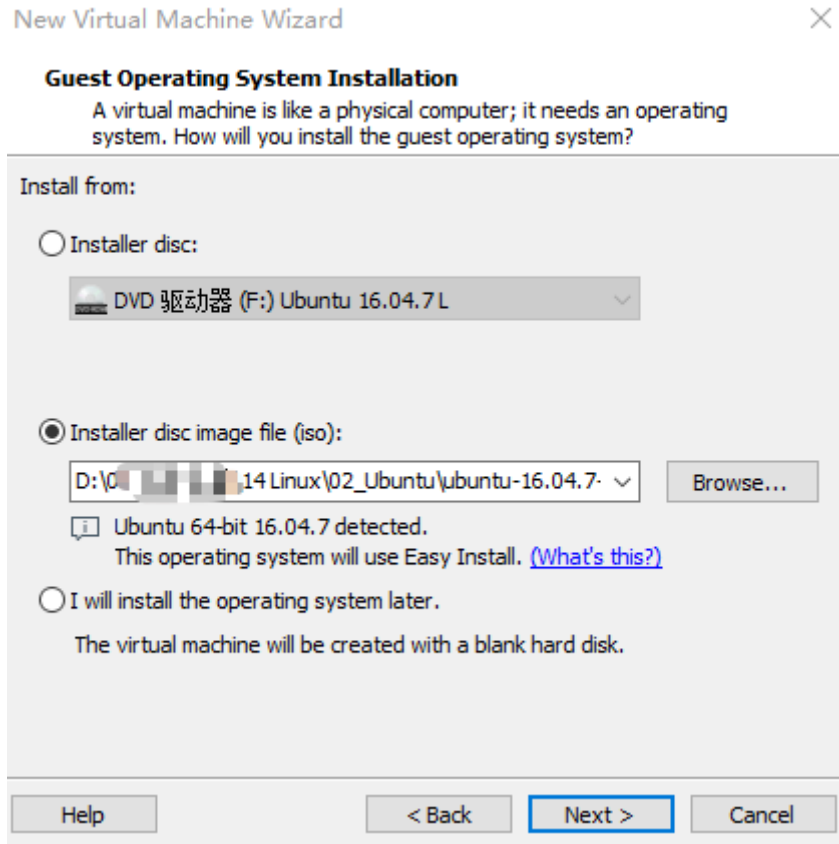 New Virtual Machine Wizard
Guest Operating System Installation
A virtual machine is like a physical computer; it needs an operating
system. How will you install the guest operating system?
Install from:
Installer disc:
DVD 驱动器 (F:) Ubuntu 16.04.7 L
Installer disc image file (iso):
D:\0 14 Linux\02_Ubuntu\ubuntu-16.04.7-
Browse...
Ubuntu 64-bit 16.04.7 detected.
This operating system will use Easy Install. (What's this?)
I will install the operating system later.
The virtual machine will be created with a blank hard disk.
Help
< Back
Next >
Cancel